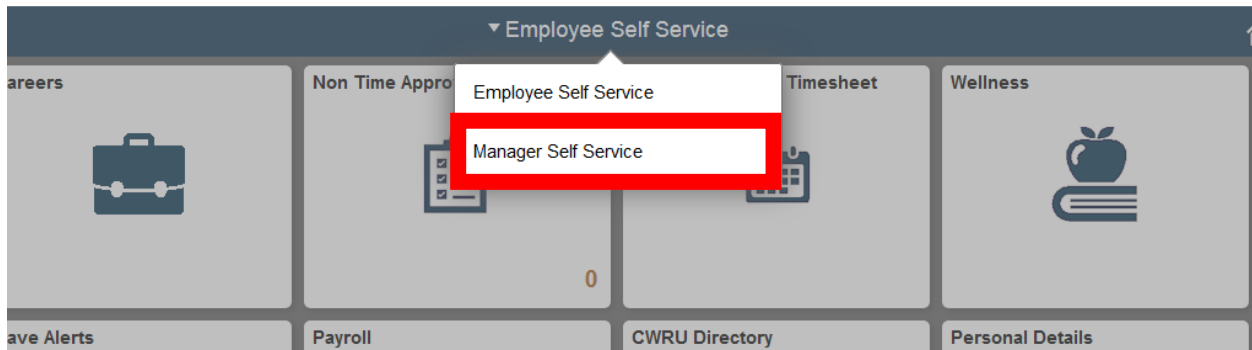 Employee Self Service
areers
Non Time Appro
Timesheet
Wellness
Employee Self Service
Manager Self Service
0
ave Alerts
Payroll
CWRU Directory
Personal Details